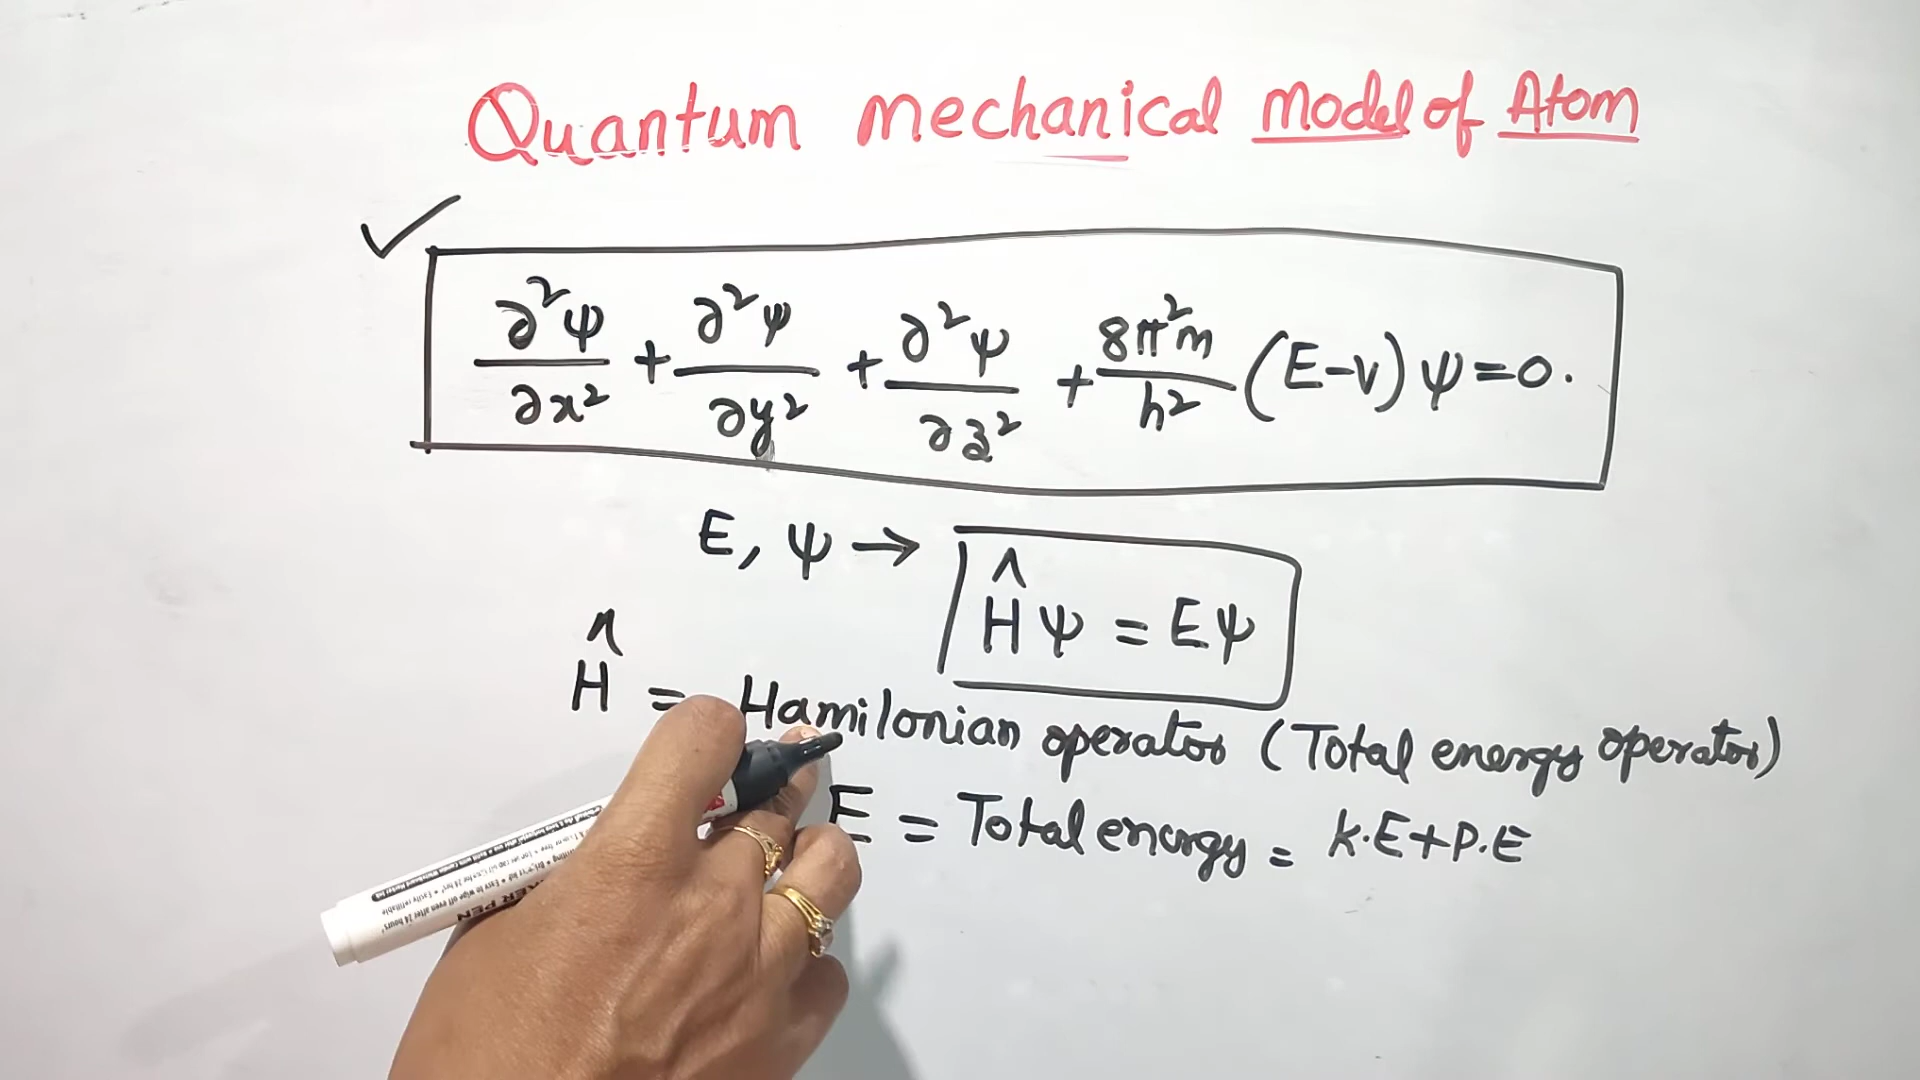 Quantum mechanical model of Atom
∂²ψ/∂x² + ∂²ψ/∂y² + ∂²ψ/∂z² + 8π²m/h² (E-V) ψ = 0.
E, ψ → Ĥψ = Eψ
Ĥ = Hamilonian operator (Total energy operator)
E = Total energy = K.E+P.E